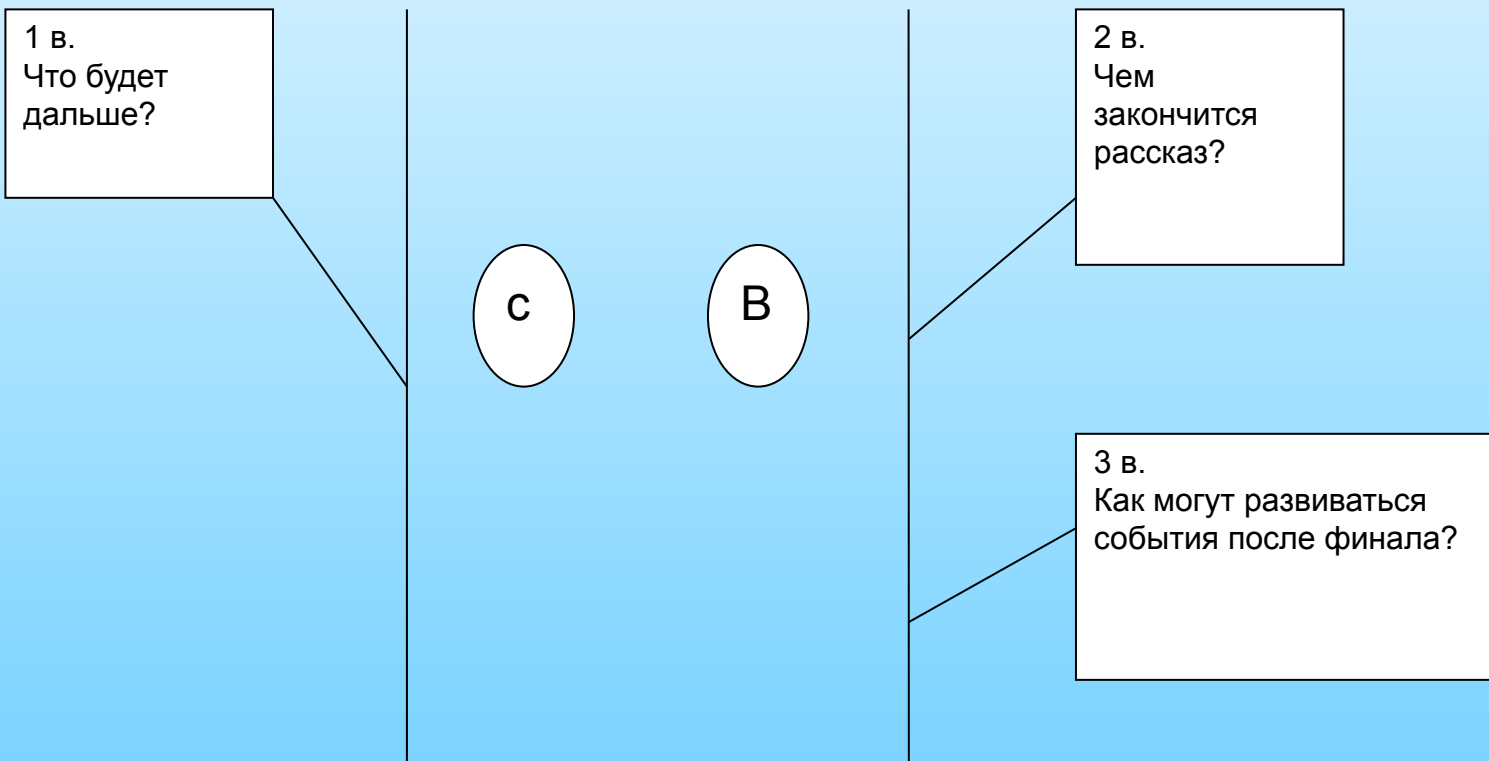 1 в.
Что будет
дальше?
с
В
2 в.
Чем
закончится
рассказ?
3 в.
Как могут развиваться
события после финала?